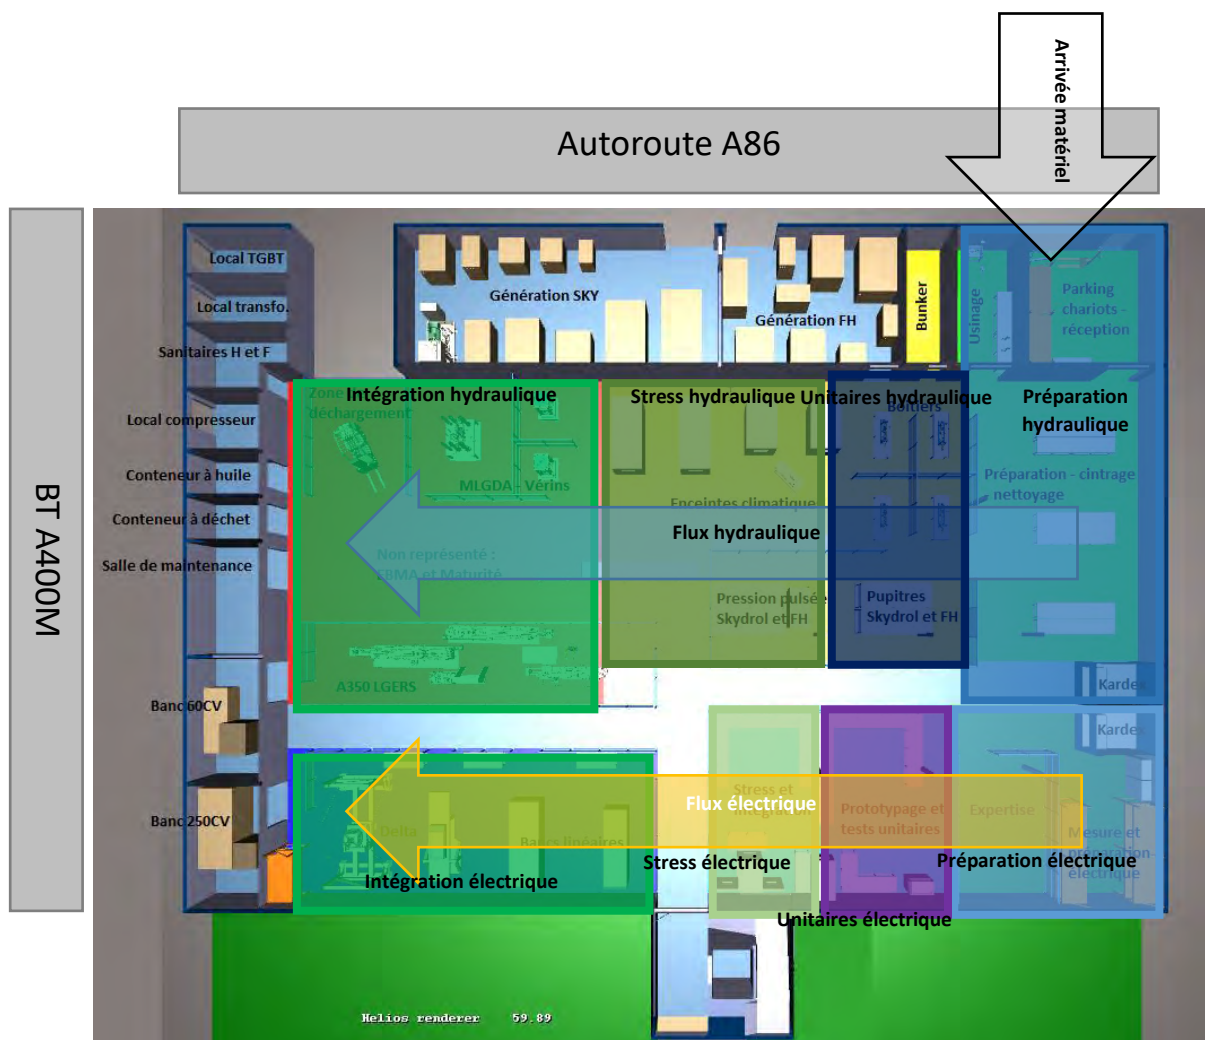 Arrivée matériel
Autoroute A86
BT A400M
Local TGBT
Local transfo.
Sanitaires H et F
Local compresseur
Conteneur à huile
Conteneur à déchet
Salle de maintenance
Banc 60CV
Banc 250CV
Génération SKY
Génération FH
Bunker
Usinage
Parking
chariots -
réception
Intégration hydraulique
Zone
déchargement
MLGDA
Vérins
Non représenté :
EBMA et Maturité
A350 LGERS
Stress hydraulique
Enceintes climatique
Flux hydraulique
Pression pulsée
Skydrol et FH
Unitaires hydraulique
Boîtiers
Pupitres
Skydrol et FH
Préparation
hydraulique
Préparation - cintrage
nettoyage
Kardex
Kardex
Flux électrique
Stress et
intégration
Prototypage et
tests unitaires
Expertise
Mesure et
préparation
électrique
Delta
Bancs linéaires
Intégration électrique
Stress électrique
Préparation électrique
Unitaires électrique
Helios renderer 59.89